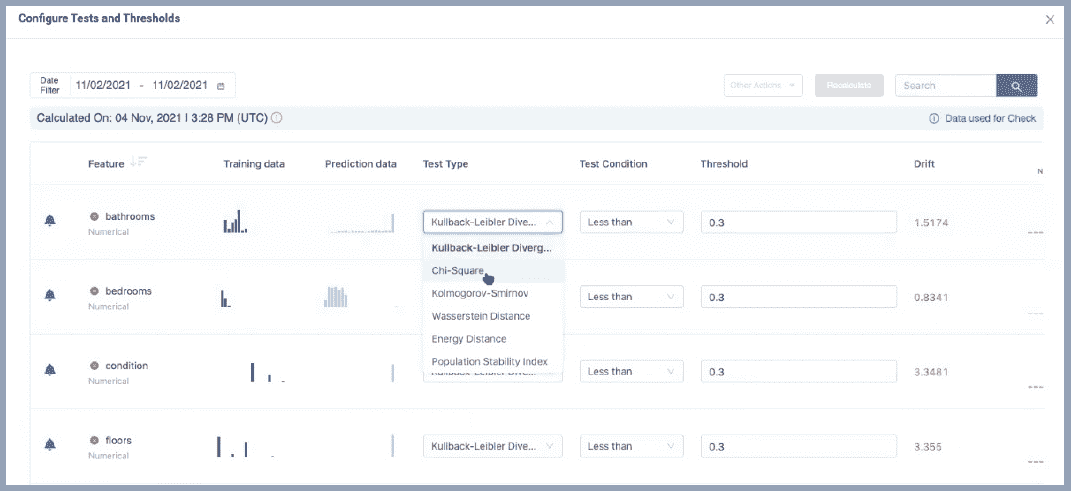 Configure Tests and Thresholds
Date Filter 11/02/2021 - 11/02/2021 Other Actions Recalculate Search
Calculated On: 04 Nov, 2021 | 3:28 PM (UTC) Data used for Check
Feature Training data Prediction data Test Type Test Condition Threshold Drift N
bathrooms Kullback-Leibler Dive... Less than 0.3 1.5174
Numerical
Kullback-Leibler Diverg...
Chi-Square
bedrooms Less than 0.3 0.8341
Numerical
Kolmogorov-Smirnov
Wasserstein Distance
Energy Distance
Population Stability Index
condition Kullback-Leibler Dive... Less than 0.3 3.3481
Numerical
floors Kullback-Leibler Dive... Less than 0.3 3.355
Numerical